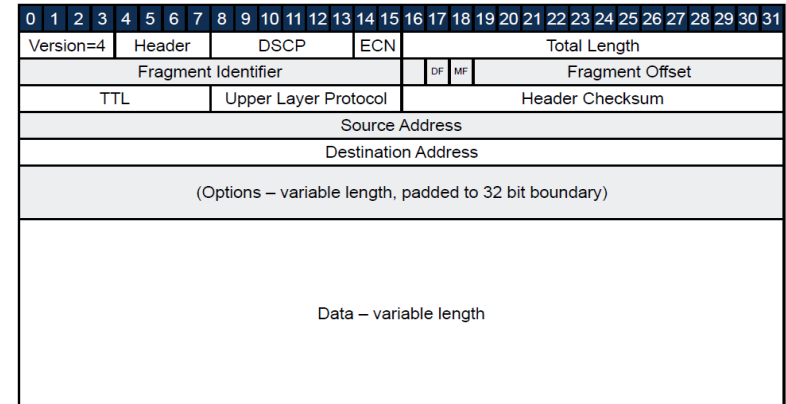 0 1 2 3 4 5 6 7 8 9 10 11 12 13 14 15 16 17 18 19 20 21 22 23 24 25 26 27 28 29 30 31
Version=4 Header DSCP ECN Total Length
Fragment Identifier DF MF Fragment Offset
TTL Upper Layer Protocol Header Checksum
Source Address
Destination Address
(Options – variable length, padded to 32 bit boundary)
Data – variable length